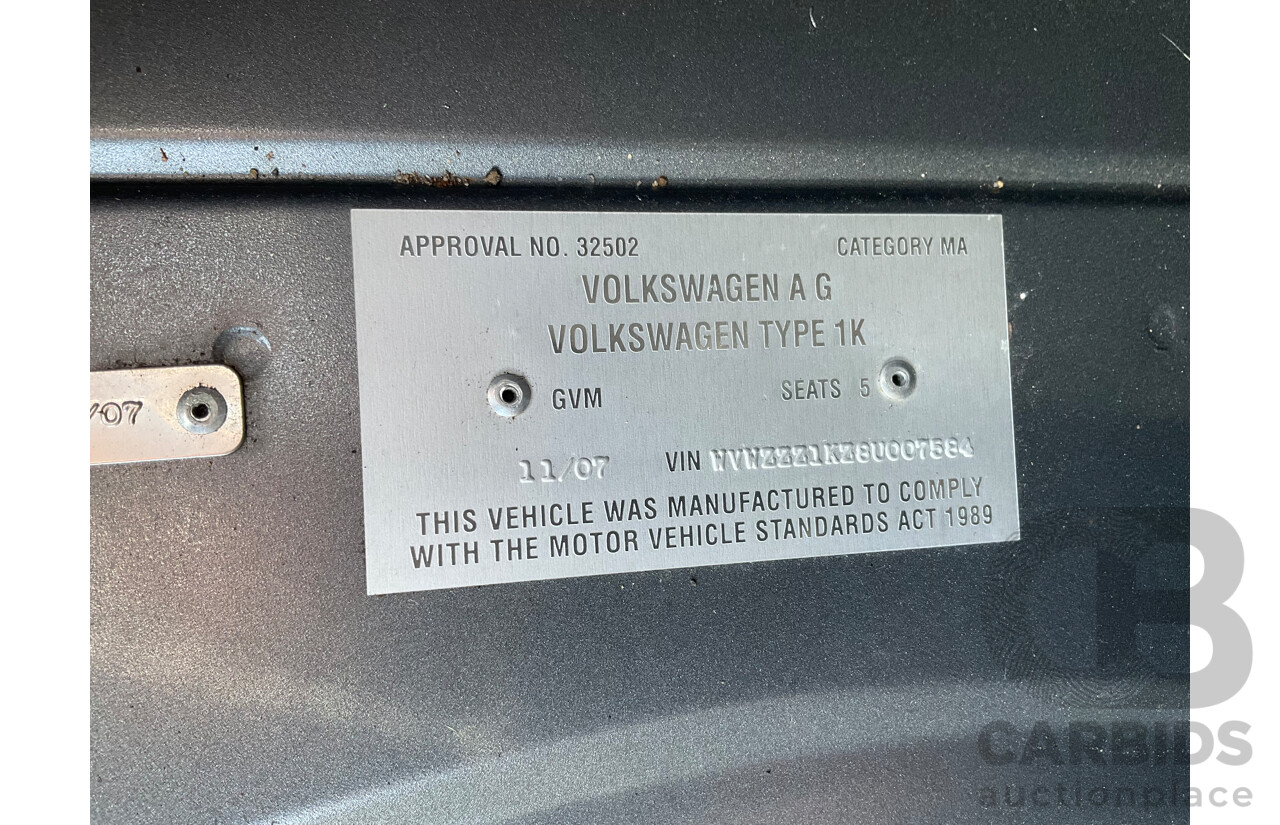 APPROVAL NO. 32502 CATEGORY MA
VOLKSWAGEN A G
VOLKSWAGEN TYPE 1K
GVM SEATS 5
11/07 VIN WVWZZZ1KZ8U007584
THIS VEHICLE WAS MANUFACTURED TO COMPLY
WITH THE MOTOR VEHICLE STANDARDS ACT 1989
/07
B
CARBIDS
auctionplace